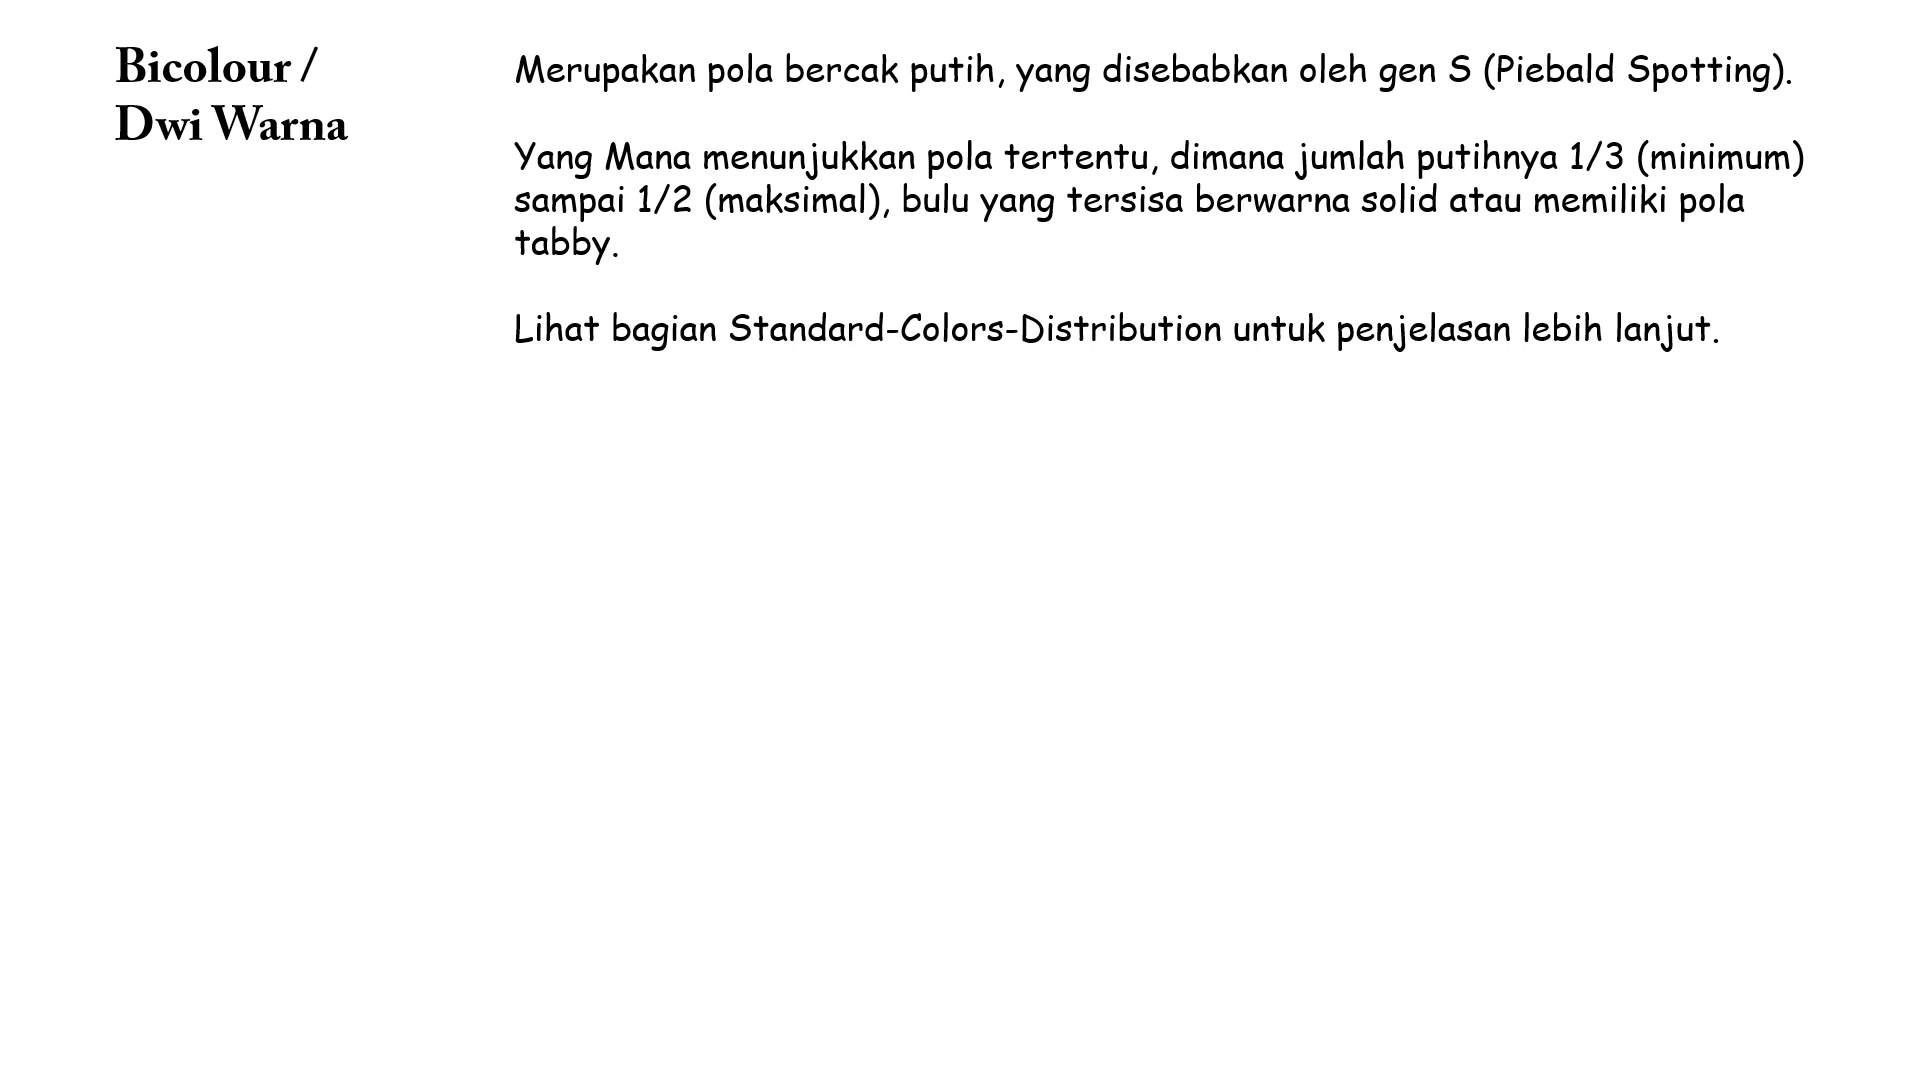 Bicolour /
Dwi Warna
Merupakan pola bercak putih, yang disebabkan oleh gen S (Piebald Spotting).
Yang Mana menunjukkan pola tertentu, dimana jumlah putihnya 1/3 (minimum)
sampai 1/2 (maksimal), bulu yang tersisa berwarna solid atau memiliki pola
tabby.
Lihat bagian Standard-Colors-Distribution untuk penjelasan lebih lanjut.